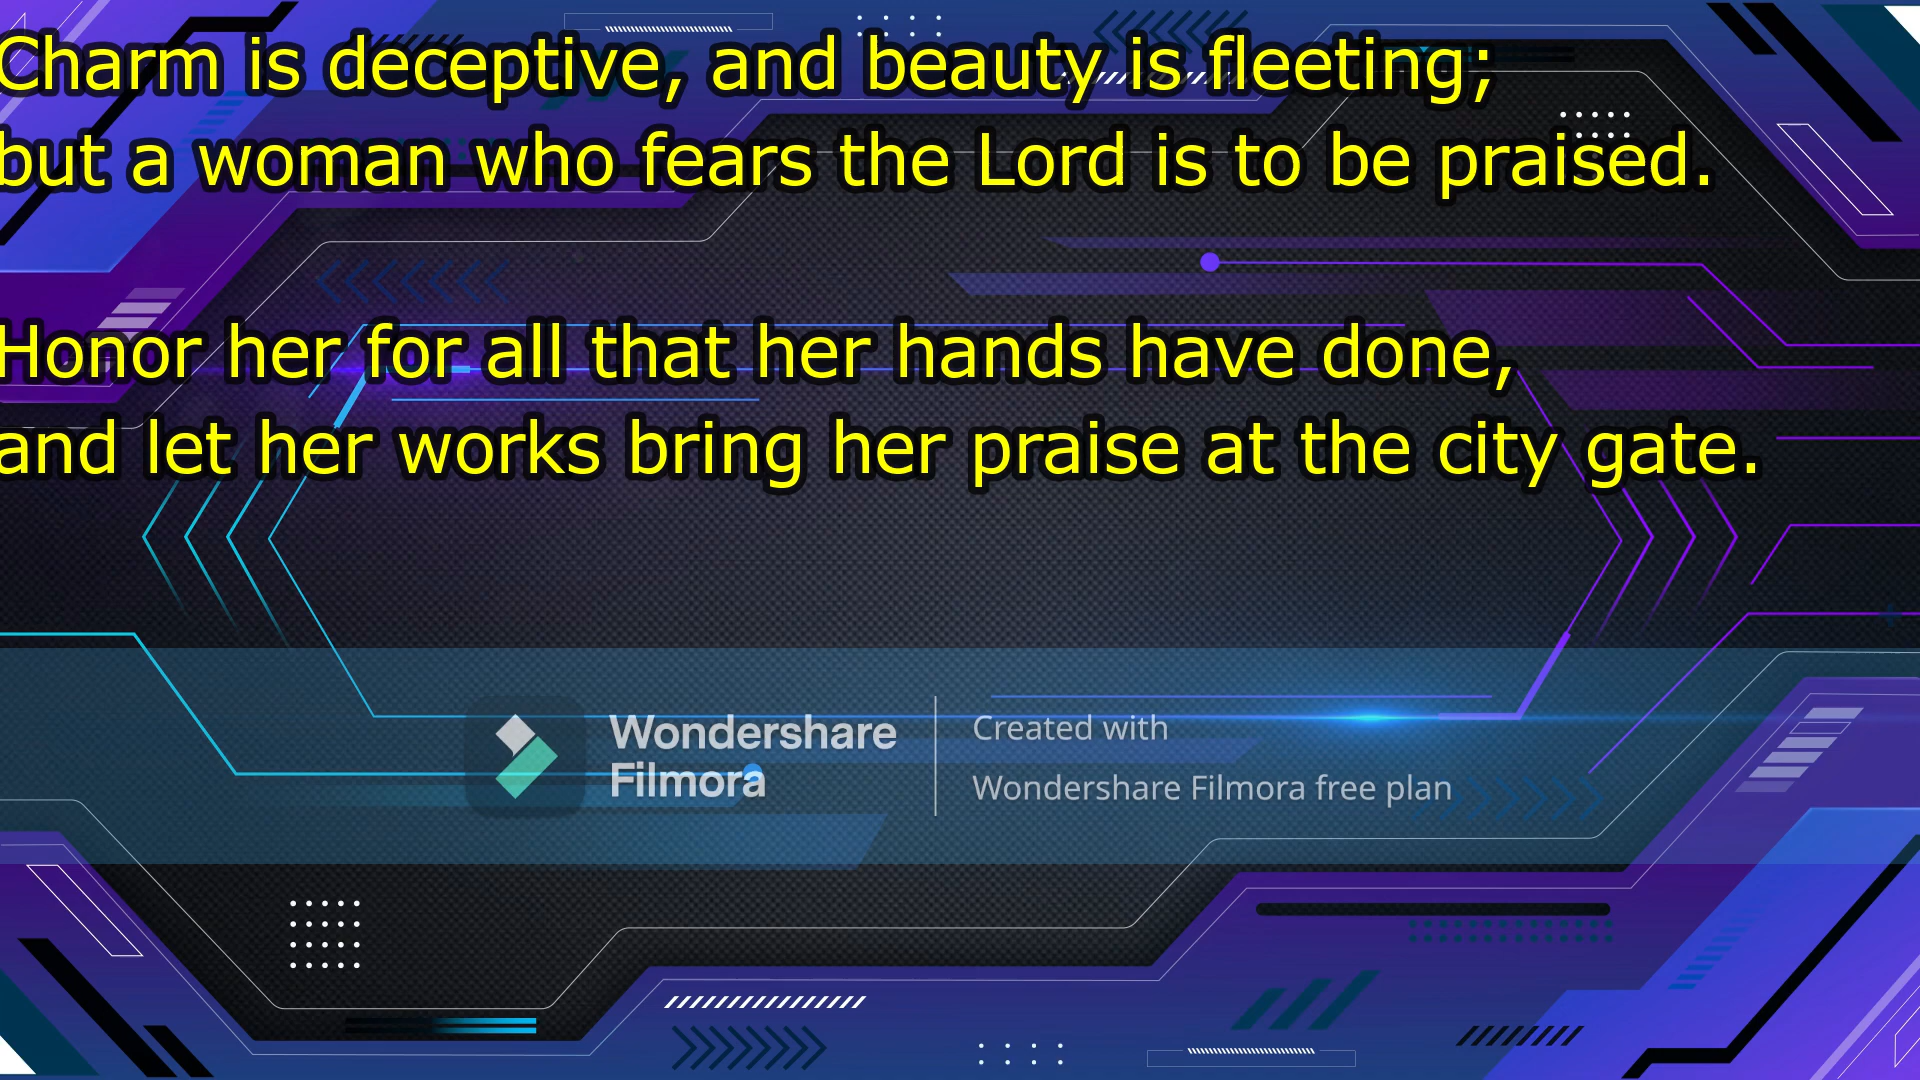 Charm is deceptive, and beauty is fleeting;
but a woman who fears the Lord is to be praised.
Honor her for all that her hands have done,
and let her works bring her praise at the city gate.
Wondershare
Filmora
Created with
Wondershare Filmora free plan